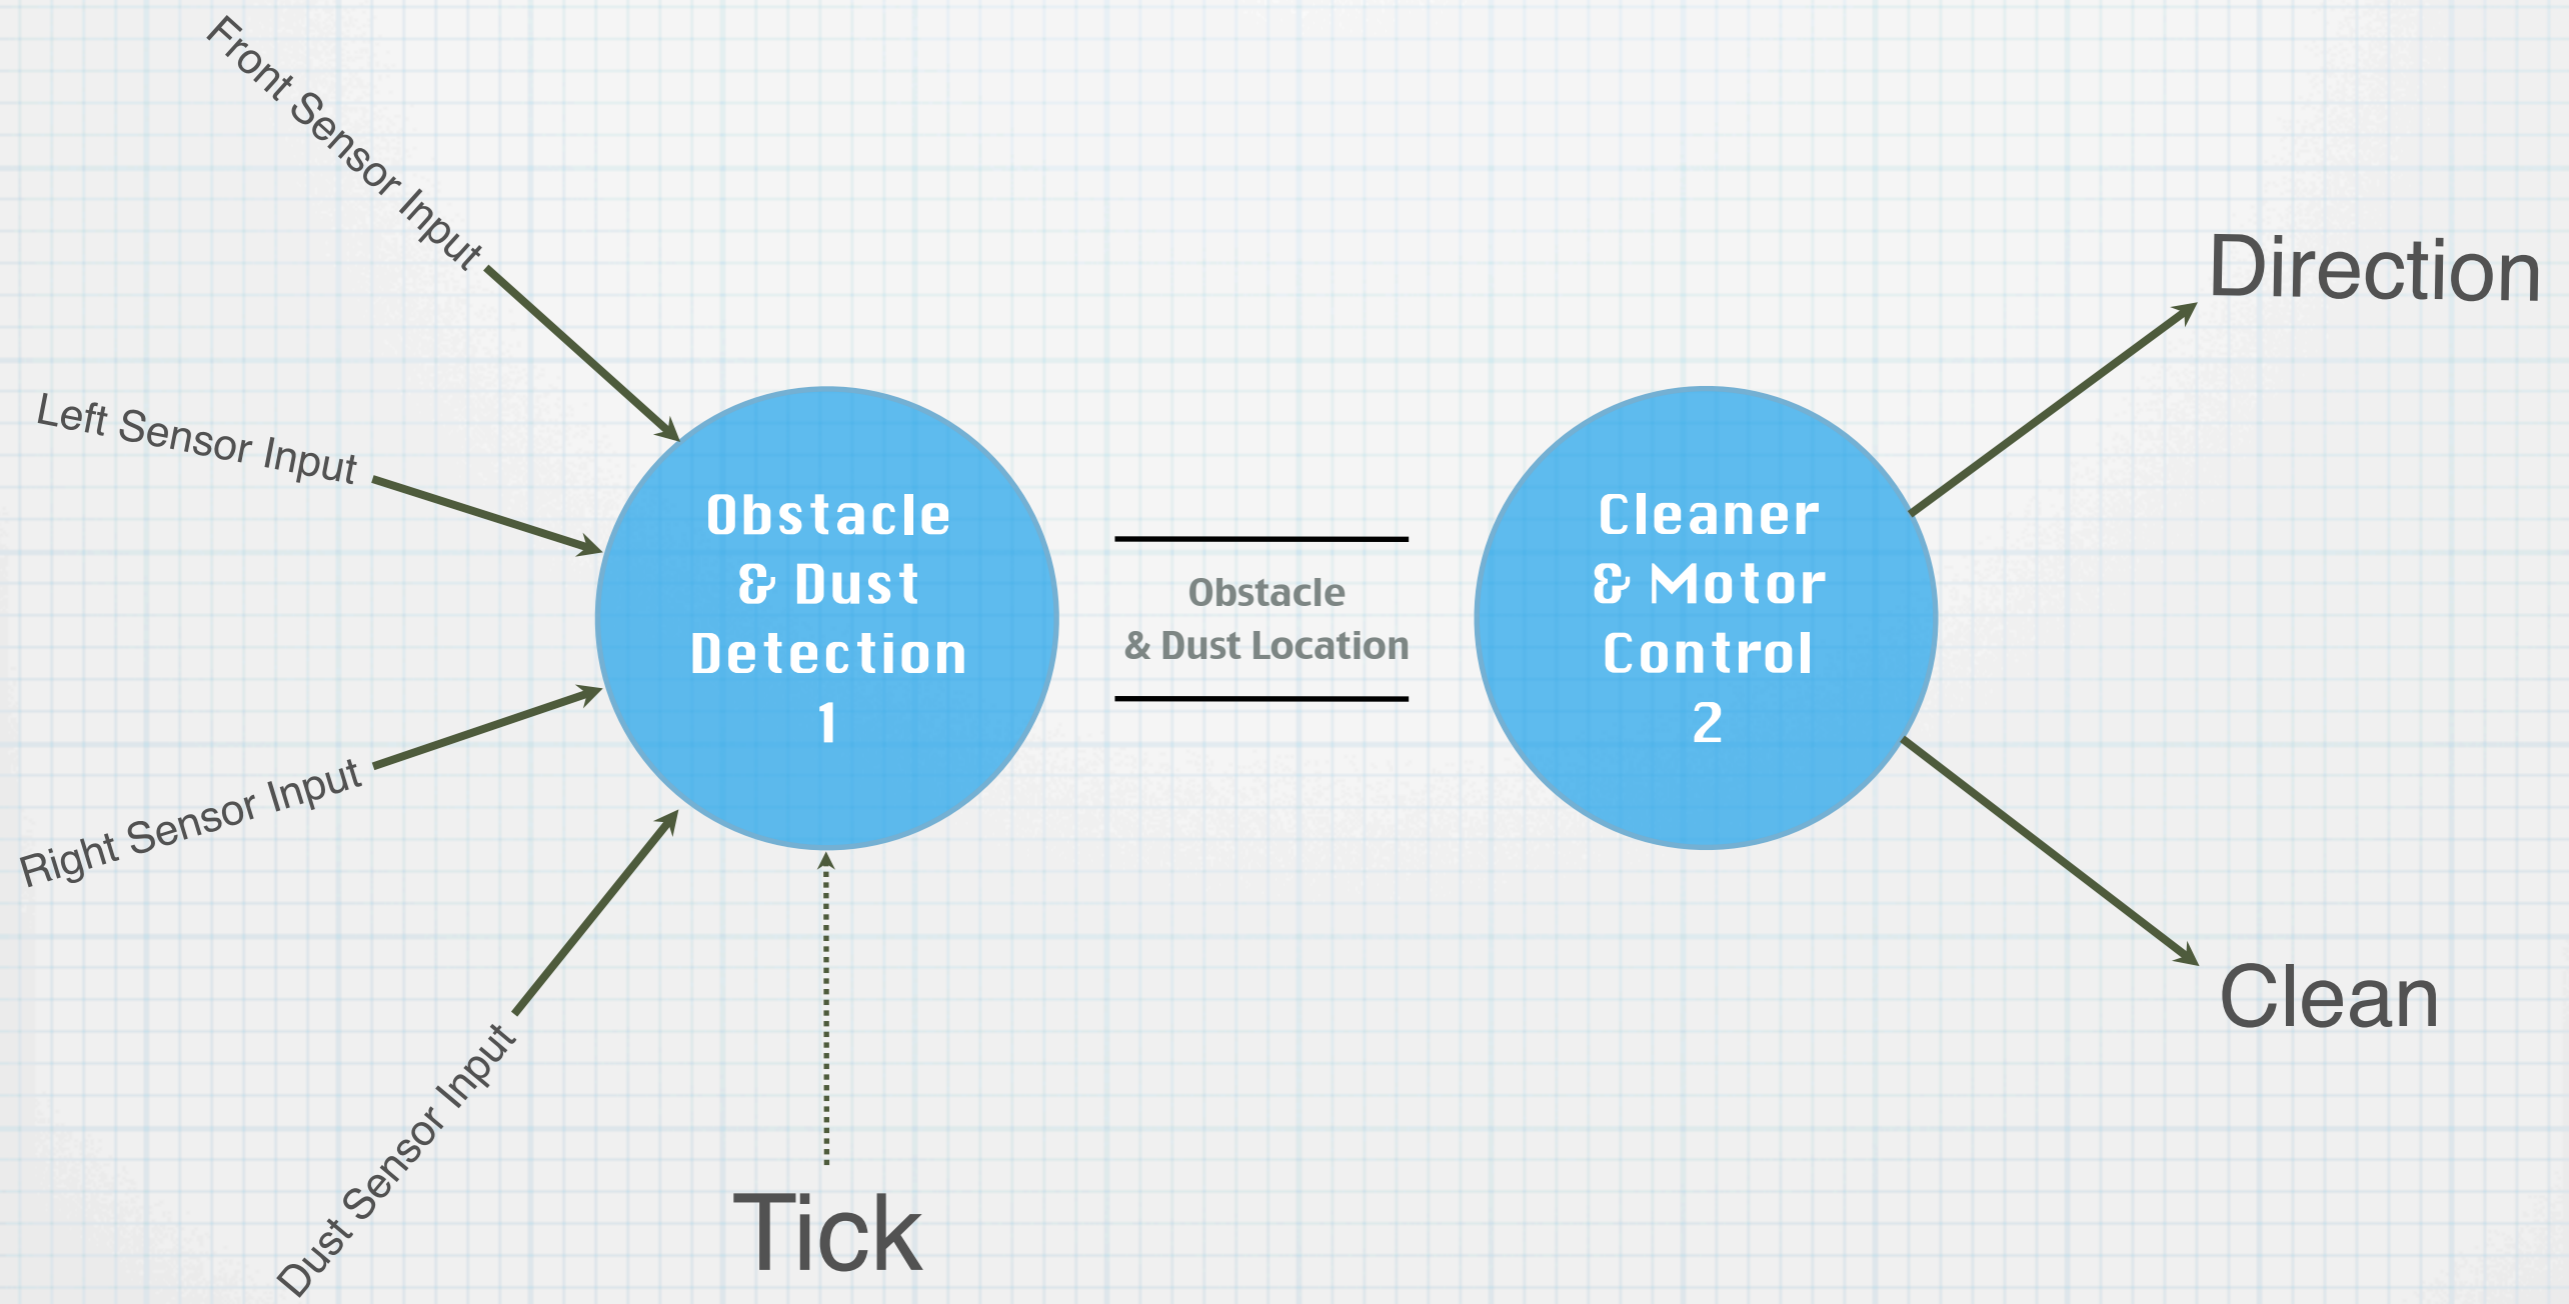 Front Sensor Input
Left Sensor Input
Right Sensor Input
Dust Sensor Input
Obstacle
& Dust
Detection
1
Tick
Obstacle
& Dust Location
Cleaner
& Motor
Control
2
Direction
Clean